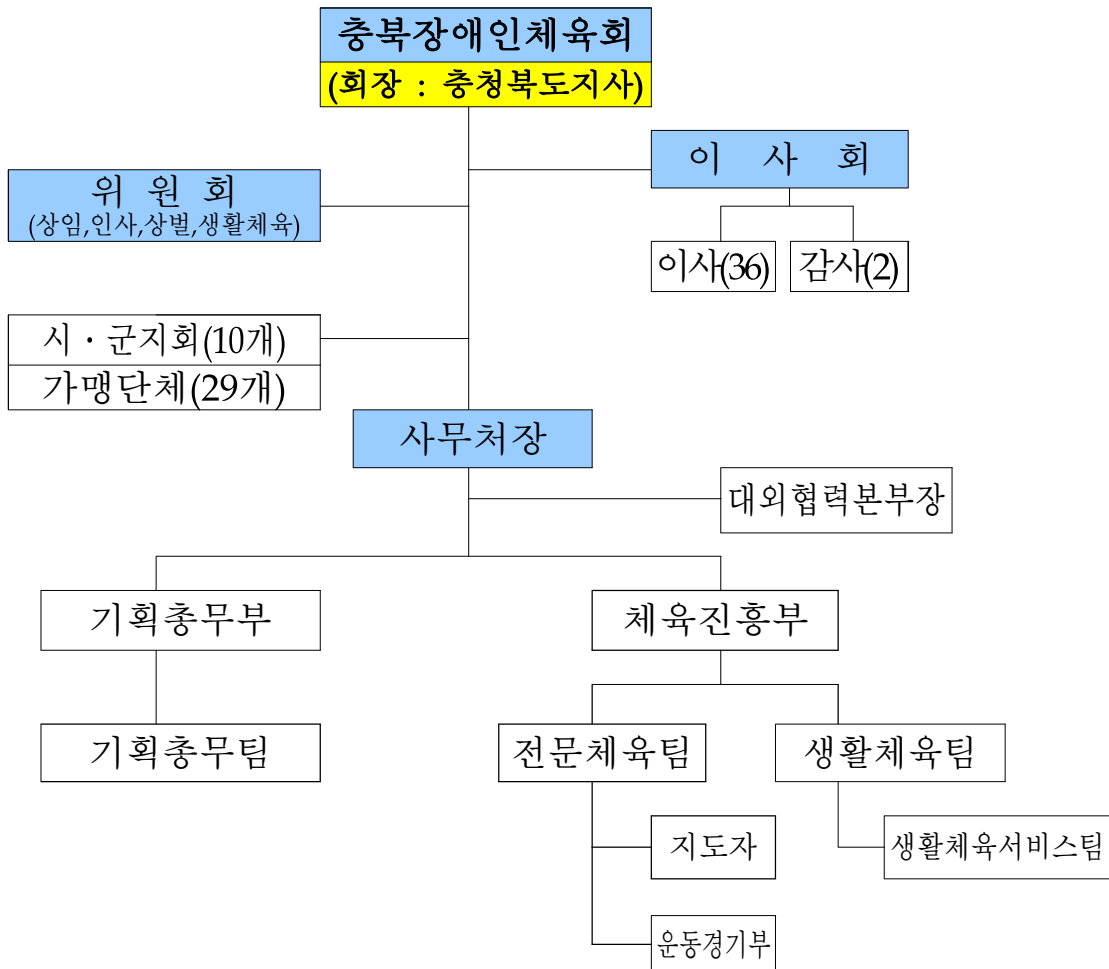 충북장애인체육회
(회장 : 충청북도지사)
이 사 회
위 원 회
(상임,인사,상벌,생활체육)
이사(36)
감사(2)
시·군지회(10개)
가맹단체(29개)
사무처장
대외협력본부장
기획총무부
체육진흥부
기획총무팀
전문체육팀
생활체육팀
지도자
생활체육서비스팀
운동경기부